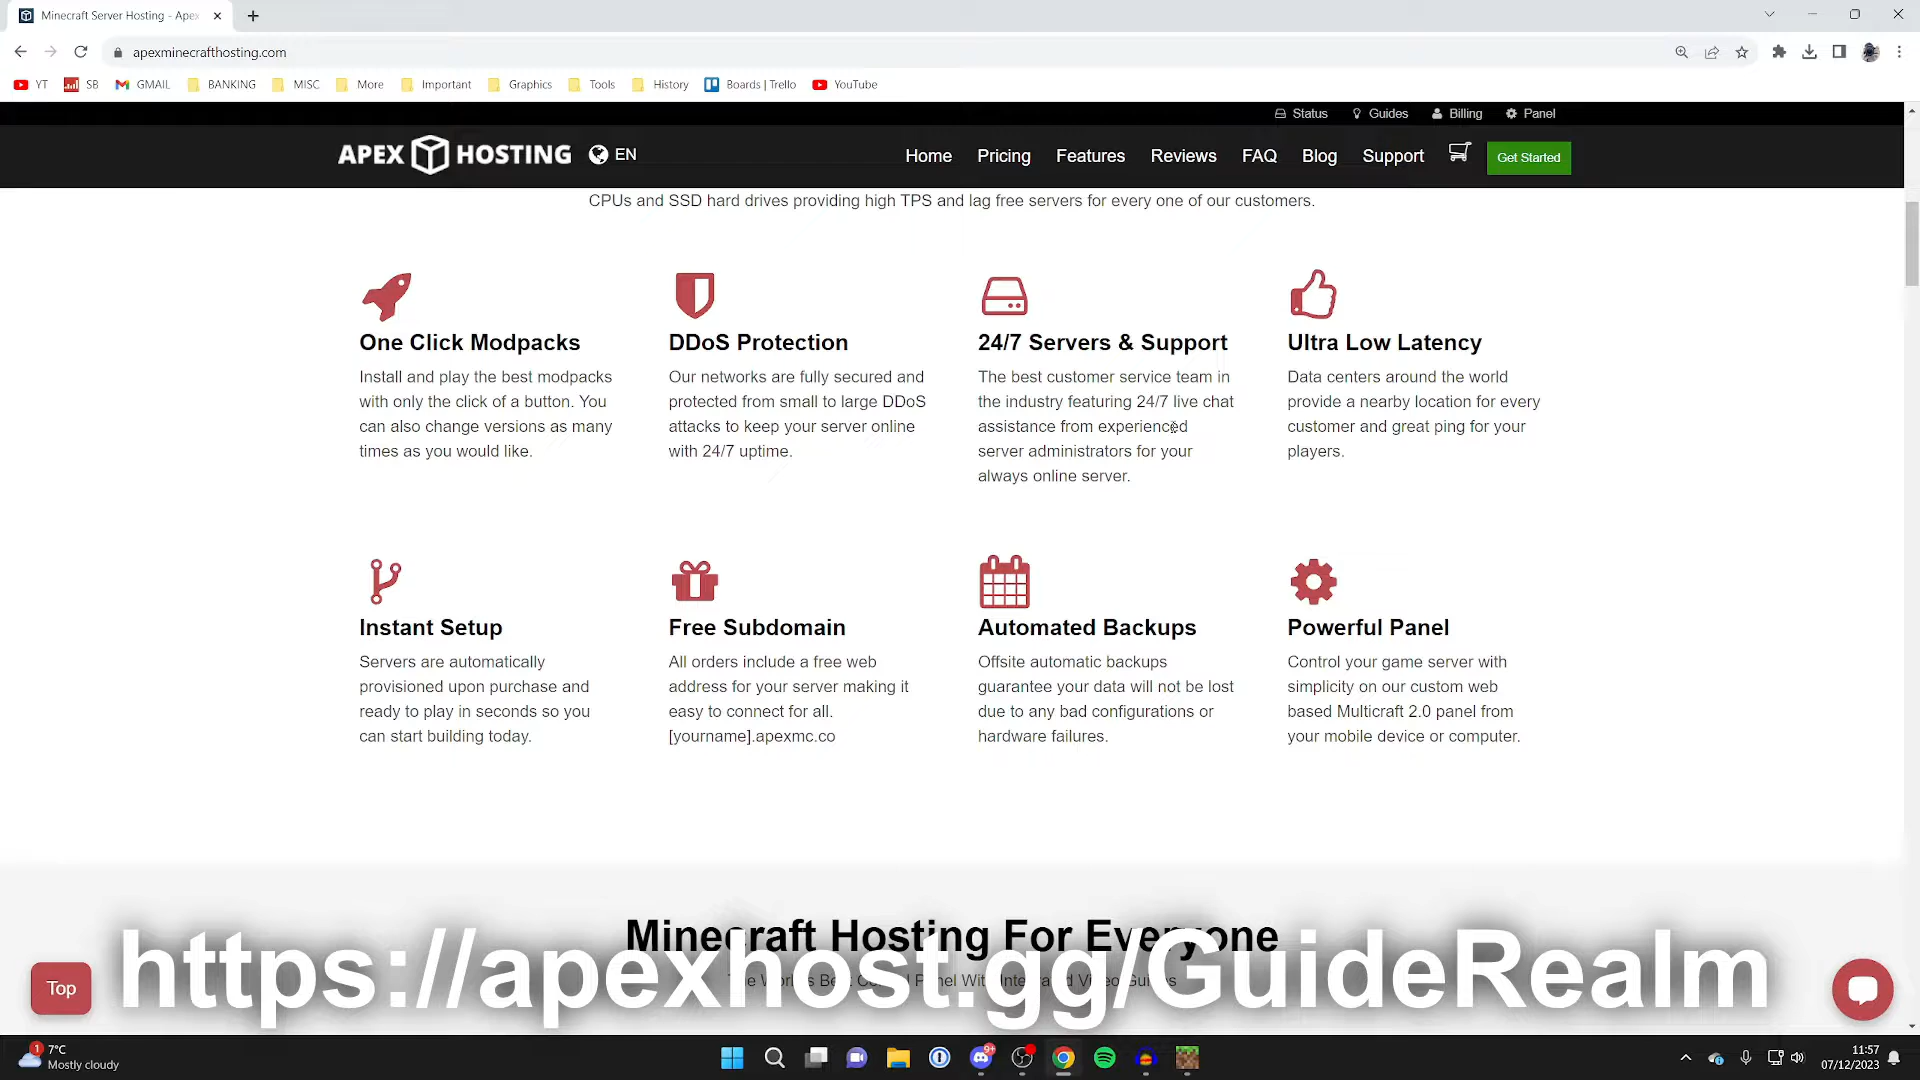 Minecraft Server Hosting - Apex
apexminecrafthosting.com
YT SB GMAIL BANKING MISC More Important Graphics Tools History Boards | Trello YouTube
Status Guides Billing Panel
APEX HOSTING EN Home Pricing Features Reviews FAQ Blog Support Get Started
CPUs and SSD hard drives providing high TPS and lag free servers for every one of our customers.
One Click Modpacks
Install and play the best modpacks
with only the click of a button. You
can also change versions as many
times as you would like.
DDoS Protection
Our networks are fully secured and
protected from small to large DDoS
attacks to keep your server online
with 24/7 uptime.
24/7 Servers & Support
The best customer service team in
the industry featuring 24/7 live chat
assistance from experienced
server administrators for your
always online server.
Ultra Low Latency
Data centers around the world
provide a nearby location for every
customer and great ping for your
players.
Instant Setup
Servers are automatically
provisioned upon purchase and
ready to play in seconds so you
can start building today.
Free Subdomain
All orders include a free web
address for your server making it
easy to connect for all.
[yourname].apexmc.co
Automated Backups
Offsite automatic backups
guarantee your data will not be lost
due to any bad configurations or
hardware failures.
Powerful Panel
Control your game server with
simplicity on our custom web
based Multicraft 2.0 panel from
your mobile device or computer.
Minecraft Hosting For Everyone
Panel With Video
https://apexhost.gg/GuideRealm
Top
1
7°C
Mostly cloudy
11:57
07/12/2023